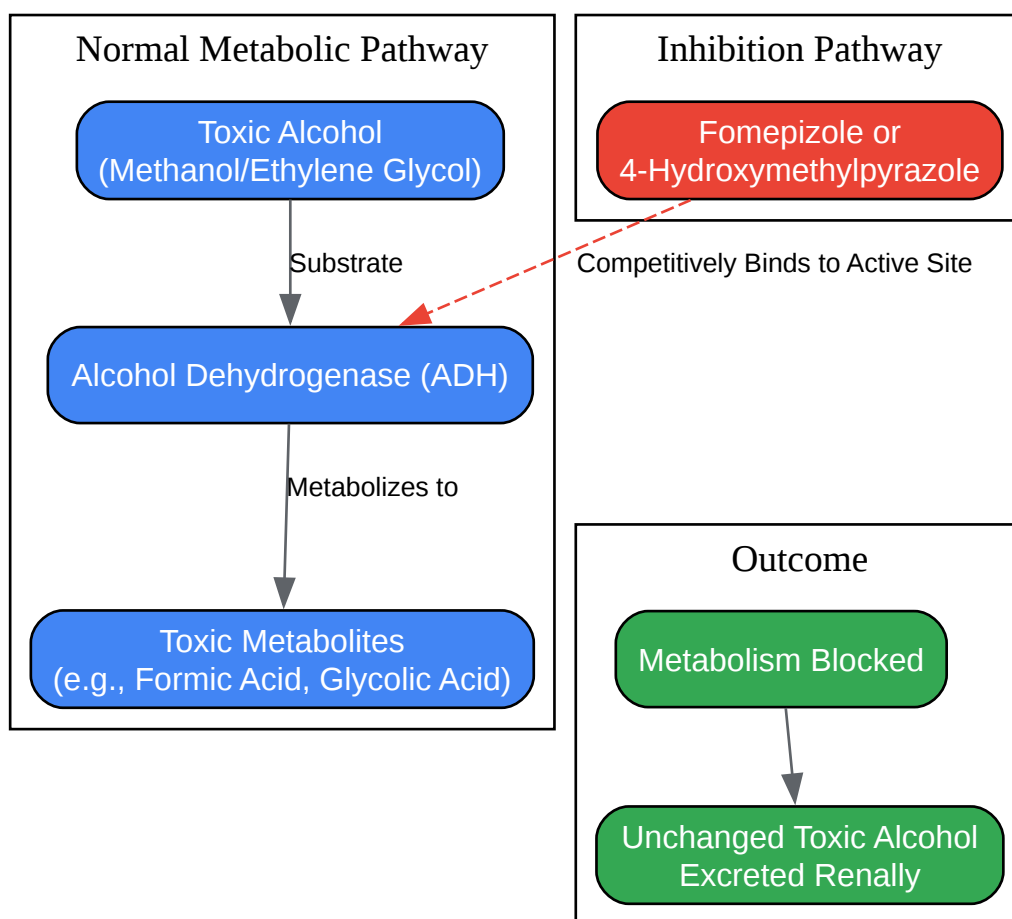 Normal Metabolic Pathway
Toxic Alcohol
(Methanol/Ethylene Glycol)
Substrate
Alcohol Dehydrogenase (ADH)
Metabolizes to
Toxic Metabolites
(e.g., Formic Acid, Glycolic Acid)
Inhibition Pathway
Fomepizole or
4-Hydroxymethylpyrazole
Competitively Binds to Active Site
Outcome
Metabolism Blocked
Unchanged Toxic Alcohol
Excreted Renally